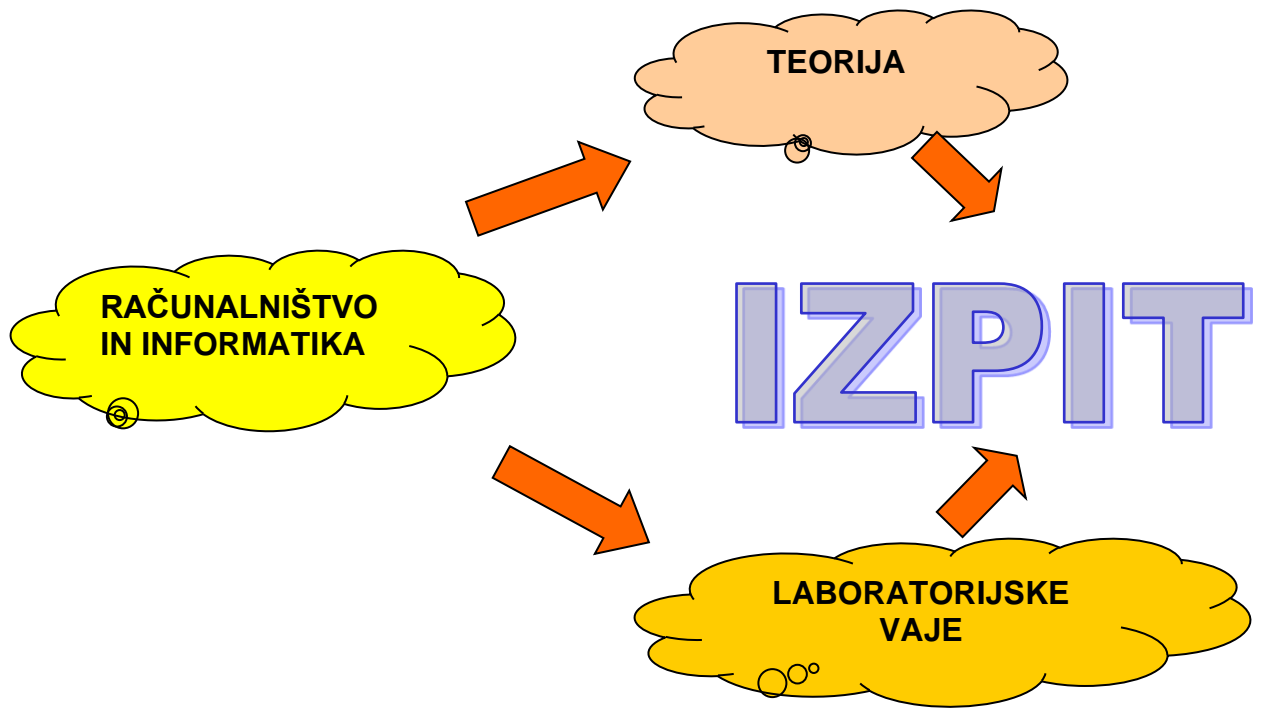 TEORIJA
RAČUNALNIŠTVO
IN INFORMATIKA
IZPIT
LABORATORIJSKE
VAJE